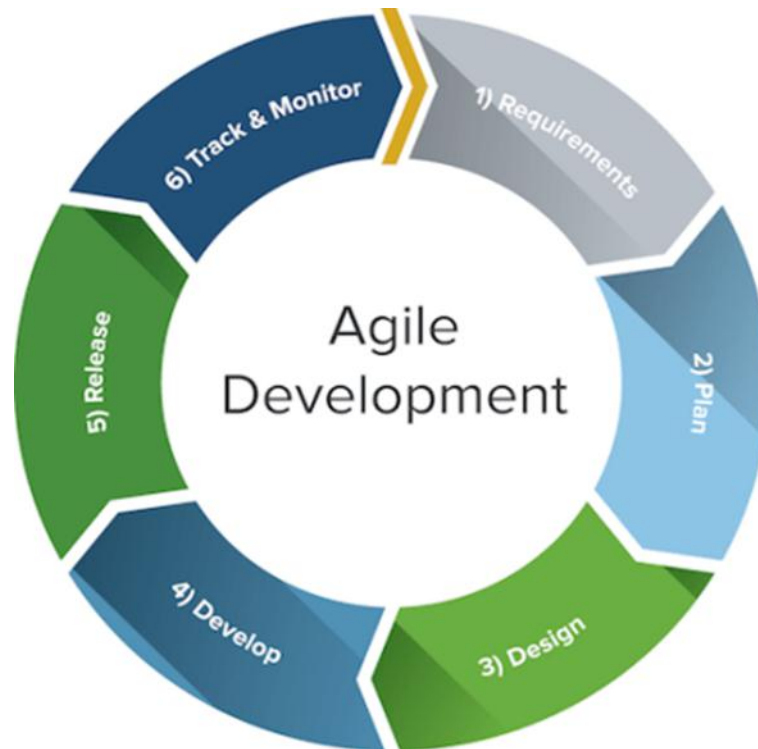 Agile
Development
1) Requirements
2) Plan
3) Design
4) Develop
5) Release
6) Track & Monitor